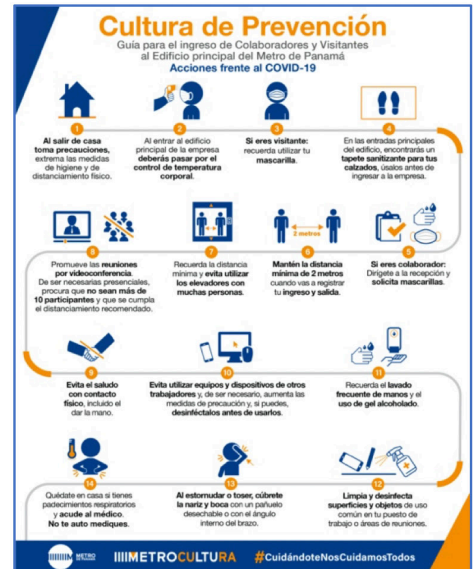 Cultura de Prevención
Guía para el ingreso de Colaboradores y Visitantes
al Edificio principal del Metro de Panamá
Acciones frente al COVID-19
1
Al salir de casa
toma precauciones,
extrema las medidas
de higiene y de
distanciamiento físico.
2
Al entrar al edificio
principal de la empresa
deberás pasar por el
control de temperatura
corporal.
3
Si eres visitante:
recuerda utilizar tu
mascarilla.
4
En las entradas principales
del edificio, encontrarás un
tapete sanitizante para tus
calzados, úsalos antes de
ingresar a la empresa.
5
Si eres colaborador:
Dirígete a la recepción y
solicita mascarillas.
2 metros
6
Mantén la distancia
mínima de 2 metros
cuando vas a registrar
tu ingreso y salida.
7
Recuerda la distancia
mínima y evita utilizar
los elevadores con
muchas personas.
8
Promueve las reuniones
por videoconferencia.
De ser necesarias presenciales,
procura que no sean más de
10 participantes y que se cumpla
el distanciamiento recomendado.
9
Evita el saludo
con contacto
físico, incluido el
dar la mano.
10
Evita utilizar equipos y dispositivos de otros
trabajadores y, de ser necesario, aumenta las
medidas de precaución y, si puedes,
desinféctalos antes de usarlos.
11
Recuerda el lavado
frecuente de manos y el
uso de gel alcoholado.
12
Limpia y desinfecta
superficies y objetos de uso
común en tu puesto de
trabajo o áreas de reuniones.
13
Al estornudar o toser, cúbrete
la nariz y boca con un pañuelo
desechable o con el ángulo
interno del brazo.
14
Quédate en casa si tienes
padecimientos respiratorios
y acude al médico.
No te auto mediques.
METRO
DE PANAMÁ
METROCULTURA
#CuidándoteNosCuidamosTodos